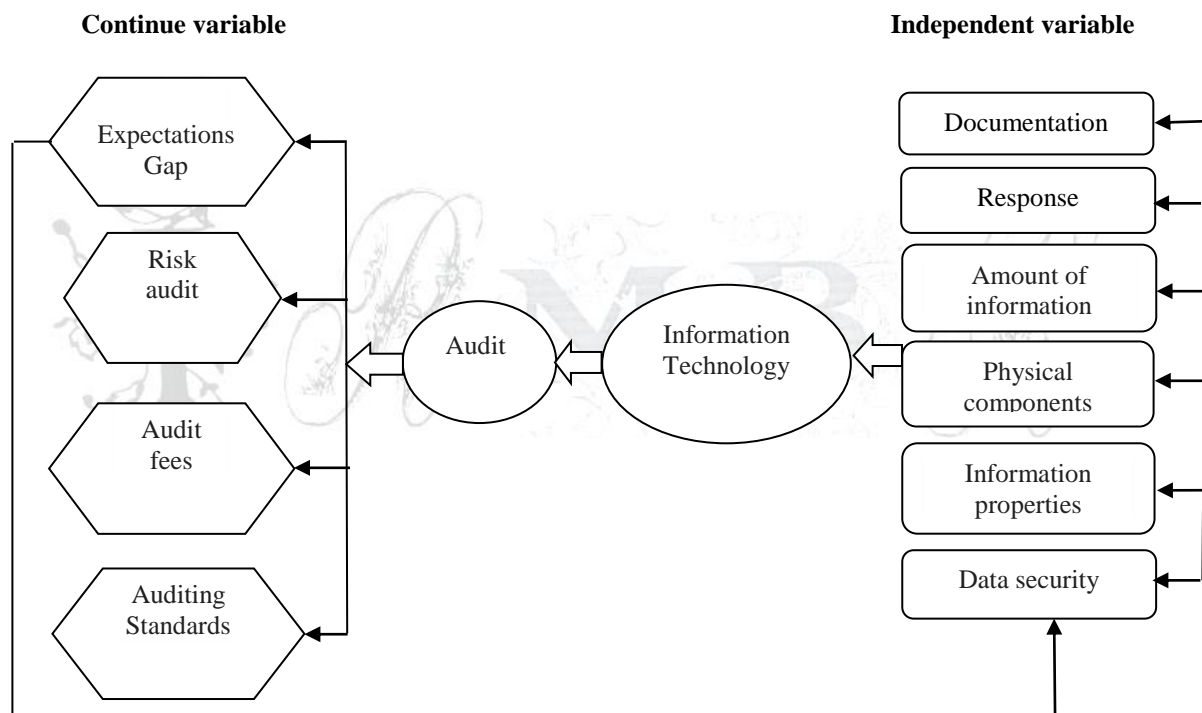 Continue variable
Independent variable
Expectations
Gap
Risk
audit
Audit
fees
Auditing
Standards
Audit
Information
Technology
Documentation
Response
Amount of
information
Physical
components
Information
properties
Data security